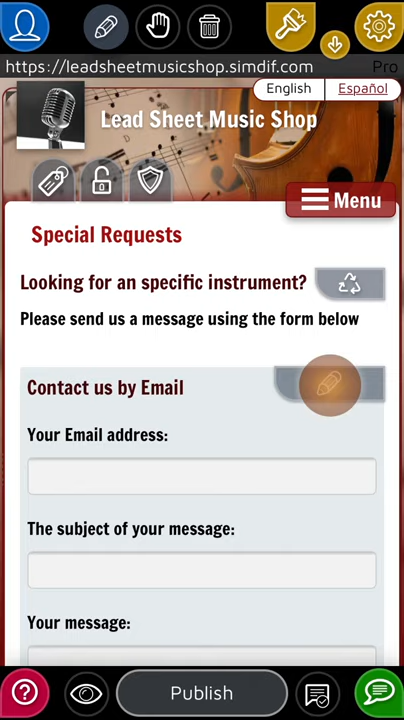 https://leadsheetmusicshop.simdif.com
Pro
English
Español
Lead Sheet Music Shop
Menu
Special Requests
Looking for an specific instrument?
Please send us a message using the form below
Contact us by Email
Your Email address:
The subject of your message:
Your message:
Publish